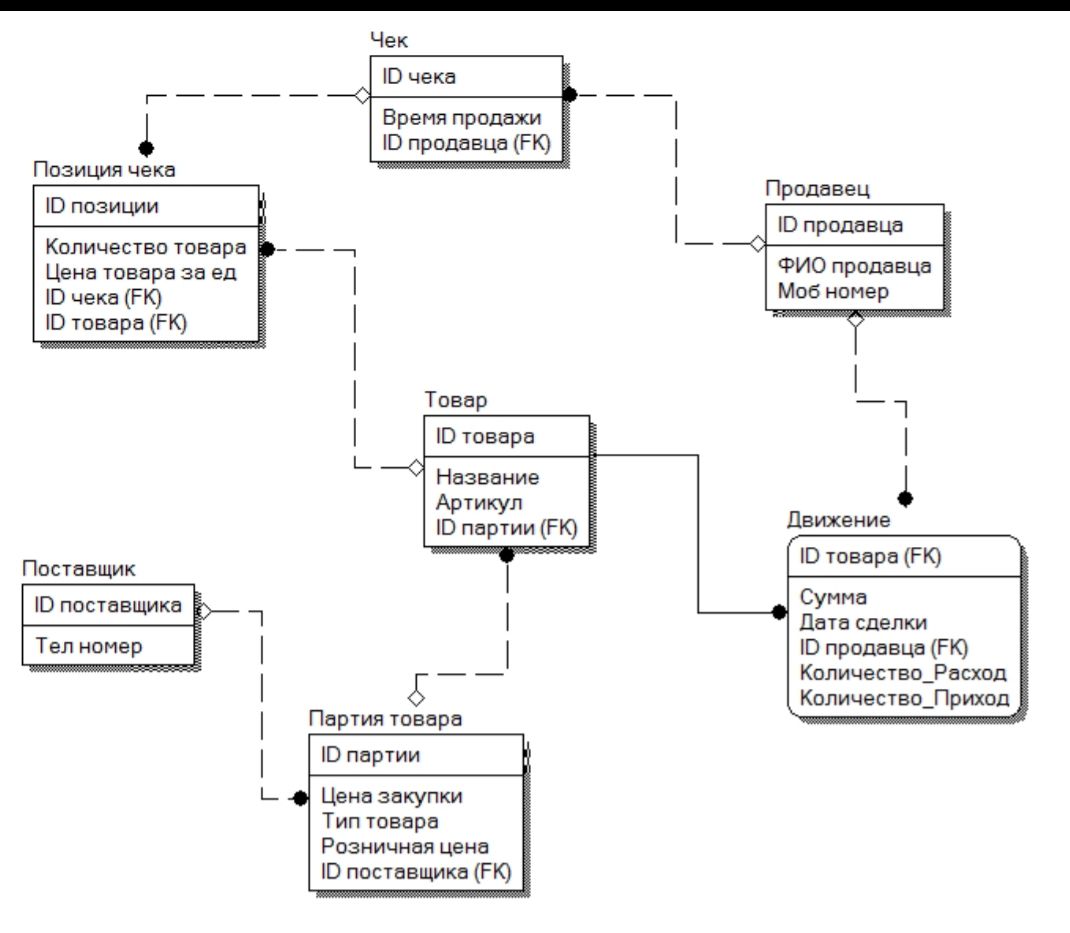 Чек
ID чека
Время продажи
ID продавца (FK)
Позиция чека
ID позиции
Количество товара
Цена товара за ед
ID чека (FK)
ID товара (FK)
Продавец
ID продавца
ФИО продавца
Моб номер
Товар
ID товара
Название
Артикул
ID партии (FK)
Движение
ID товара (FK)
Сумма
Дата сделки
ID продавца (FK)
Количество_Расход
Количество_Приход
Поставщик
ID поставщика
Тел номер
Партия товара
ID партии
Цена закупки
Тип товара
Розничная цена
ID поставщика (FK)